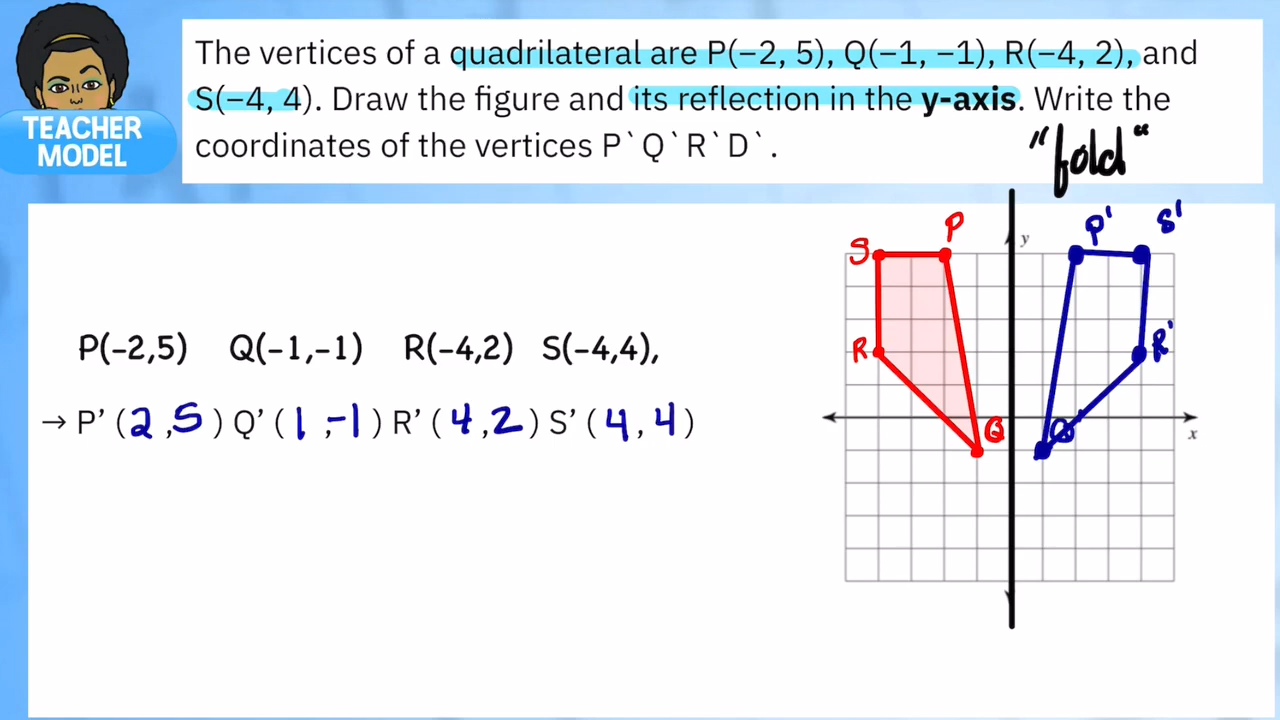 TEACHER
MODEL
The vertices of a quadrilateral are P(−2, 5), Q(−1, −1), R(−4, 2), and
S(−4, 4). Draw the figure and its reflection in the y-axis. Write the
coordinates of the vertices P`Q`R`D`.
"fold"
P(-2,5) Q(-1,-1) R(-4,2) S(-4,4),
→ P' (2,5) Q' (1,-1) R' (4,2) S' (4,4)
S P P' S'
y
R R'
Q Q
x